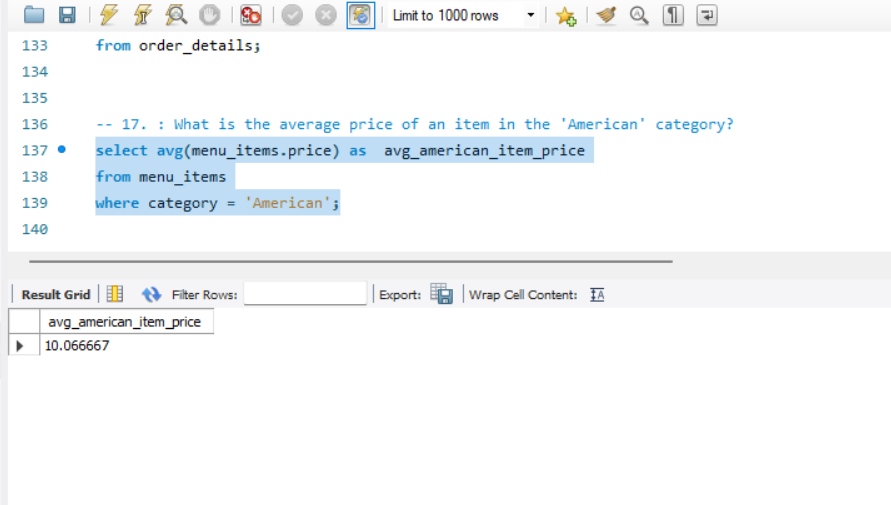 Limit to 1000 rows
133 from order_details;
134
135
136 -- 17. : What is the average price of an item in the 'American' category?
137 select avg(menu_items.price) as  avg_american_item_price
138 from menu_items
139 where category = 'American';
140
Result Grid Filter Rows: Export: Wrap Cell Content: IA
avg_american_item_price
10.066667